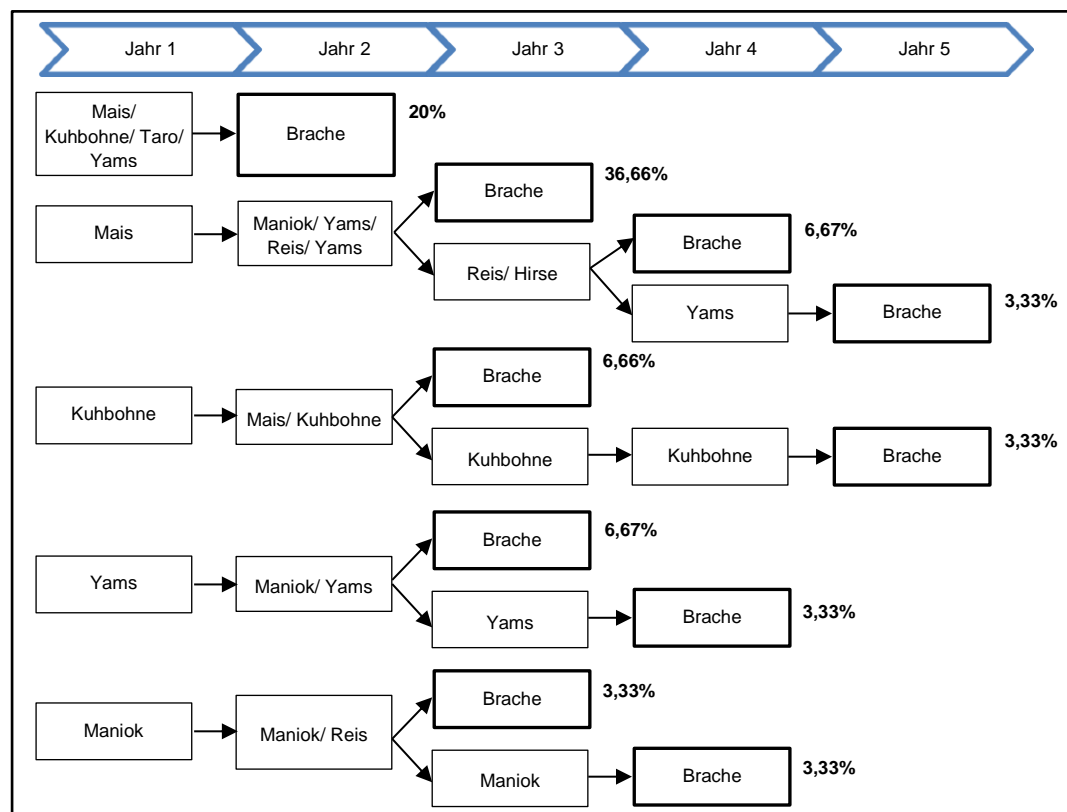 Jahr 1
Jahr 2
Jahr 3
Jahr 4
Jahr 5
Mais/
Kuhbohne/ Taro/
Yams
Brache
20%
Mais
Maniok/ Yams/
Reis/ Yams
Brache
36,66%
Reis/ Hirse
Brache
6,67%
Yams
Brache
3,33%
Kuhbohne
Mais/ Kuhbohne
Brache
6,66%
Kuhbohne
Kuhbohne
Brache
3,33%
Yams
Maniok/ Yams
Brache
6,67%
Yams
Brache
3,33%
Maniok
Maniok/ Reis
Brache
3,33%
Maniok
Brache
3,33%